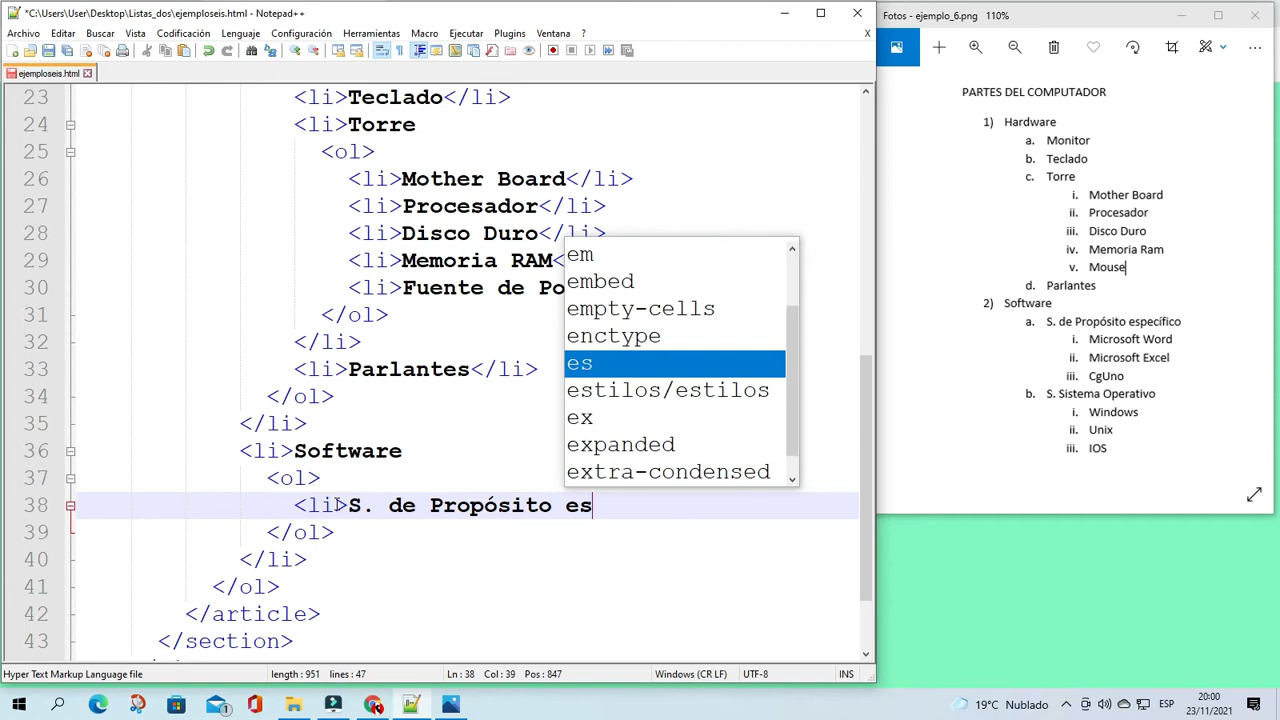 *C:\Users\User\Desktop\Listas_dos\ejemploseis.html - Notepad++
Archivo Editar Buscar Vista Codificación Lenguaje Configuración Herramientas Macro Ejecutar Plugins Ventana ? X
ejemploseis.html
23 <li>Teclado</li>
24 <li>Torre
25 <ol>
26 <li>Mother Board</li>
27 <li>Procesador</li>
28 <li>Disco Duro</li>
29 <li>Memoria RAM<
30 <li>Fuente de Po
31 </ol>
32 </li>
33 <li>Parlantes</li>
34 </ol>
35 </li>
36 <li>Software
37 <ol>
38 <li>S. de Propósito es
39 </ol>
40 </li>
41 </ol>
42 </article>
43 </section>
em
embed
empty-cells
enctype
es
estilos/estilos
ex
expanded
extra-condensed
Hyper Text Markup Language file length : 951 lines : 47 Ln : 38 Col : 39 Pos : 847 Windows (CR LF) UTF-8 INS
Fotos - ejemplo_6.png 110%
PARTES DEL COMPUTADOR
1) Hardware
a. Monitor
b. Teclado
c. Torre
i. Mother Board
ii. Procesador
iii. Disco Duro
iv. Memoria Ram
v. Mouse
d. Parlantes
2) Software
a. S. de Propósito específico
i. Microsoft Word
ii. Microsoft Excel
iii. CgUno
b. S. Sistema Operativo
i. Windows
ii. Unix
iii. IOS
19°C Nublado ESP 20:00
23/11/2021